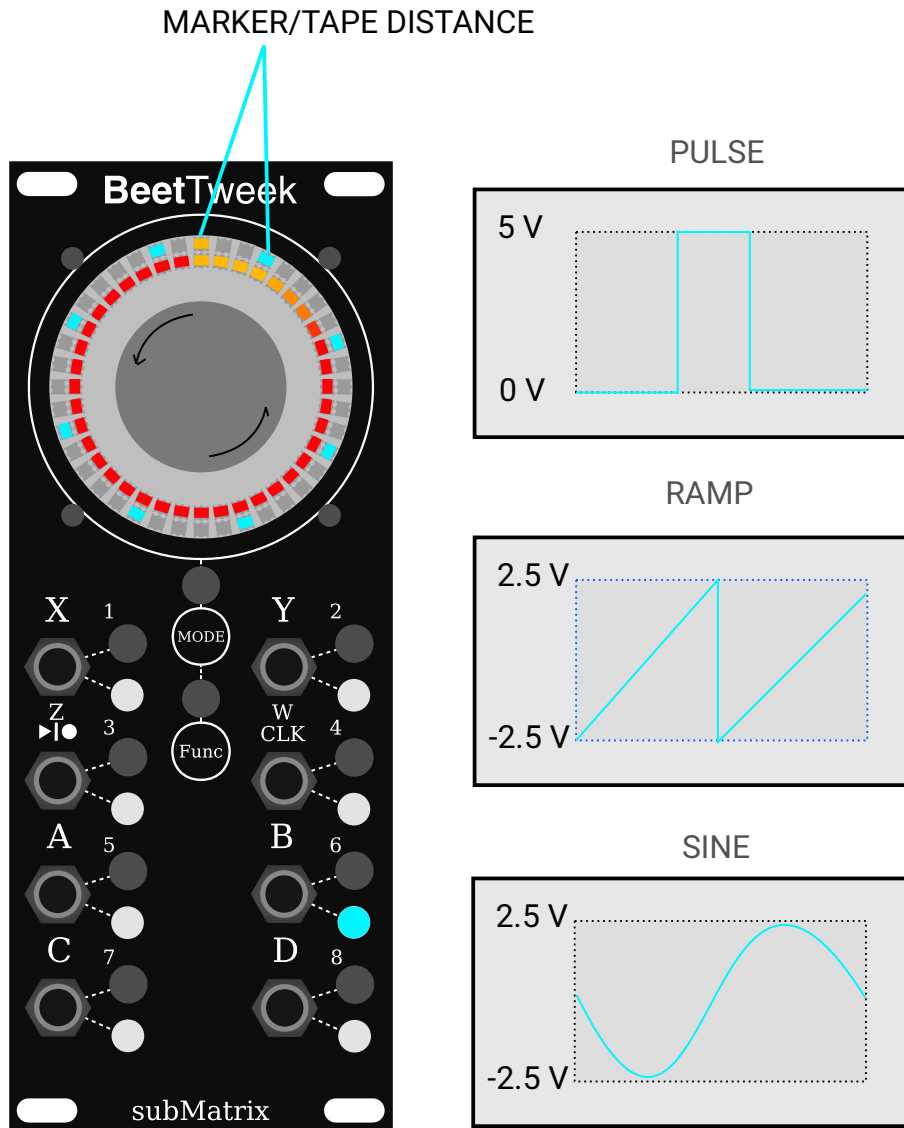 MARKER/TAPE DISTANCE
BeetTweek
X 1
Y 2
MODE
Z 3
W
CLK 4
Func
A 5
B 6
C 7
D 8
subMatrix
PULSE
5 V
0 V
RAMP
2.5 V
-2.5 V
SINE
2.5 V
-2.5 V